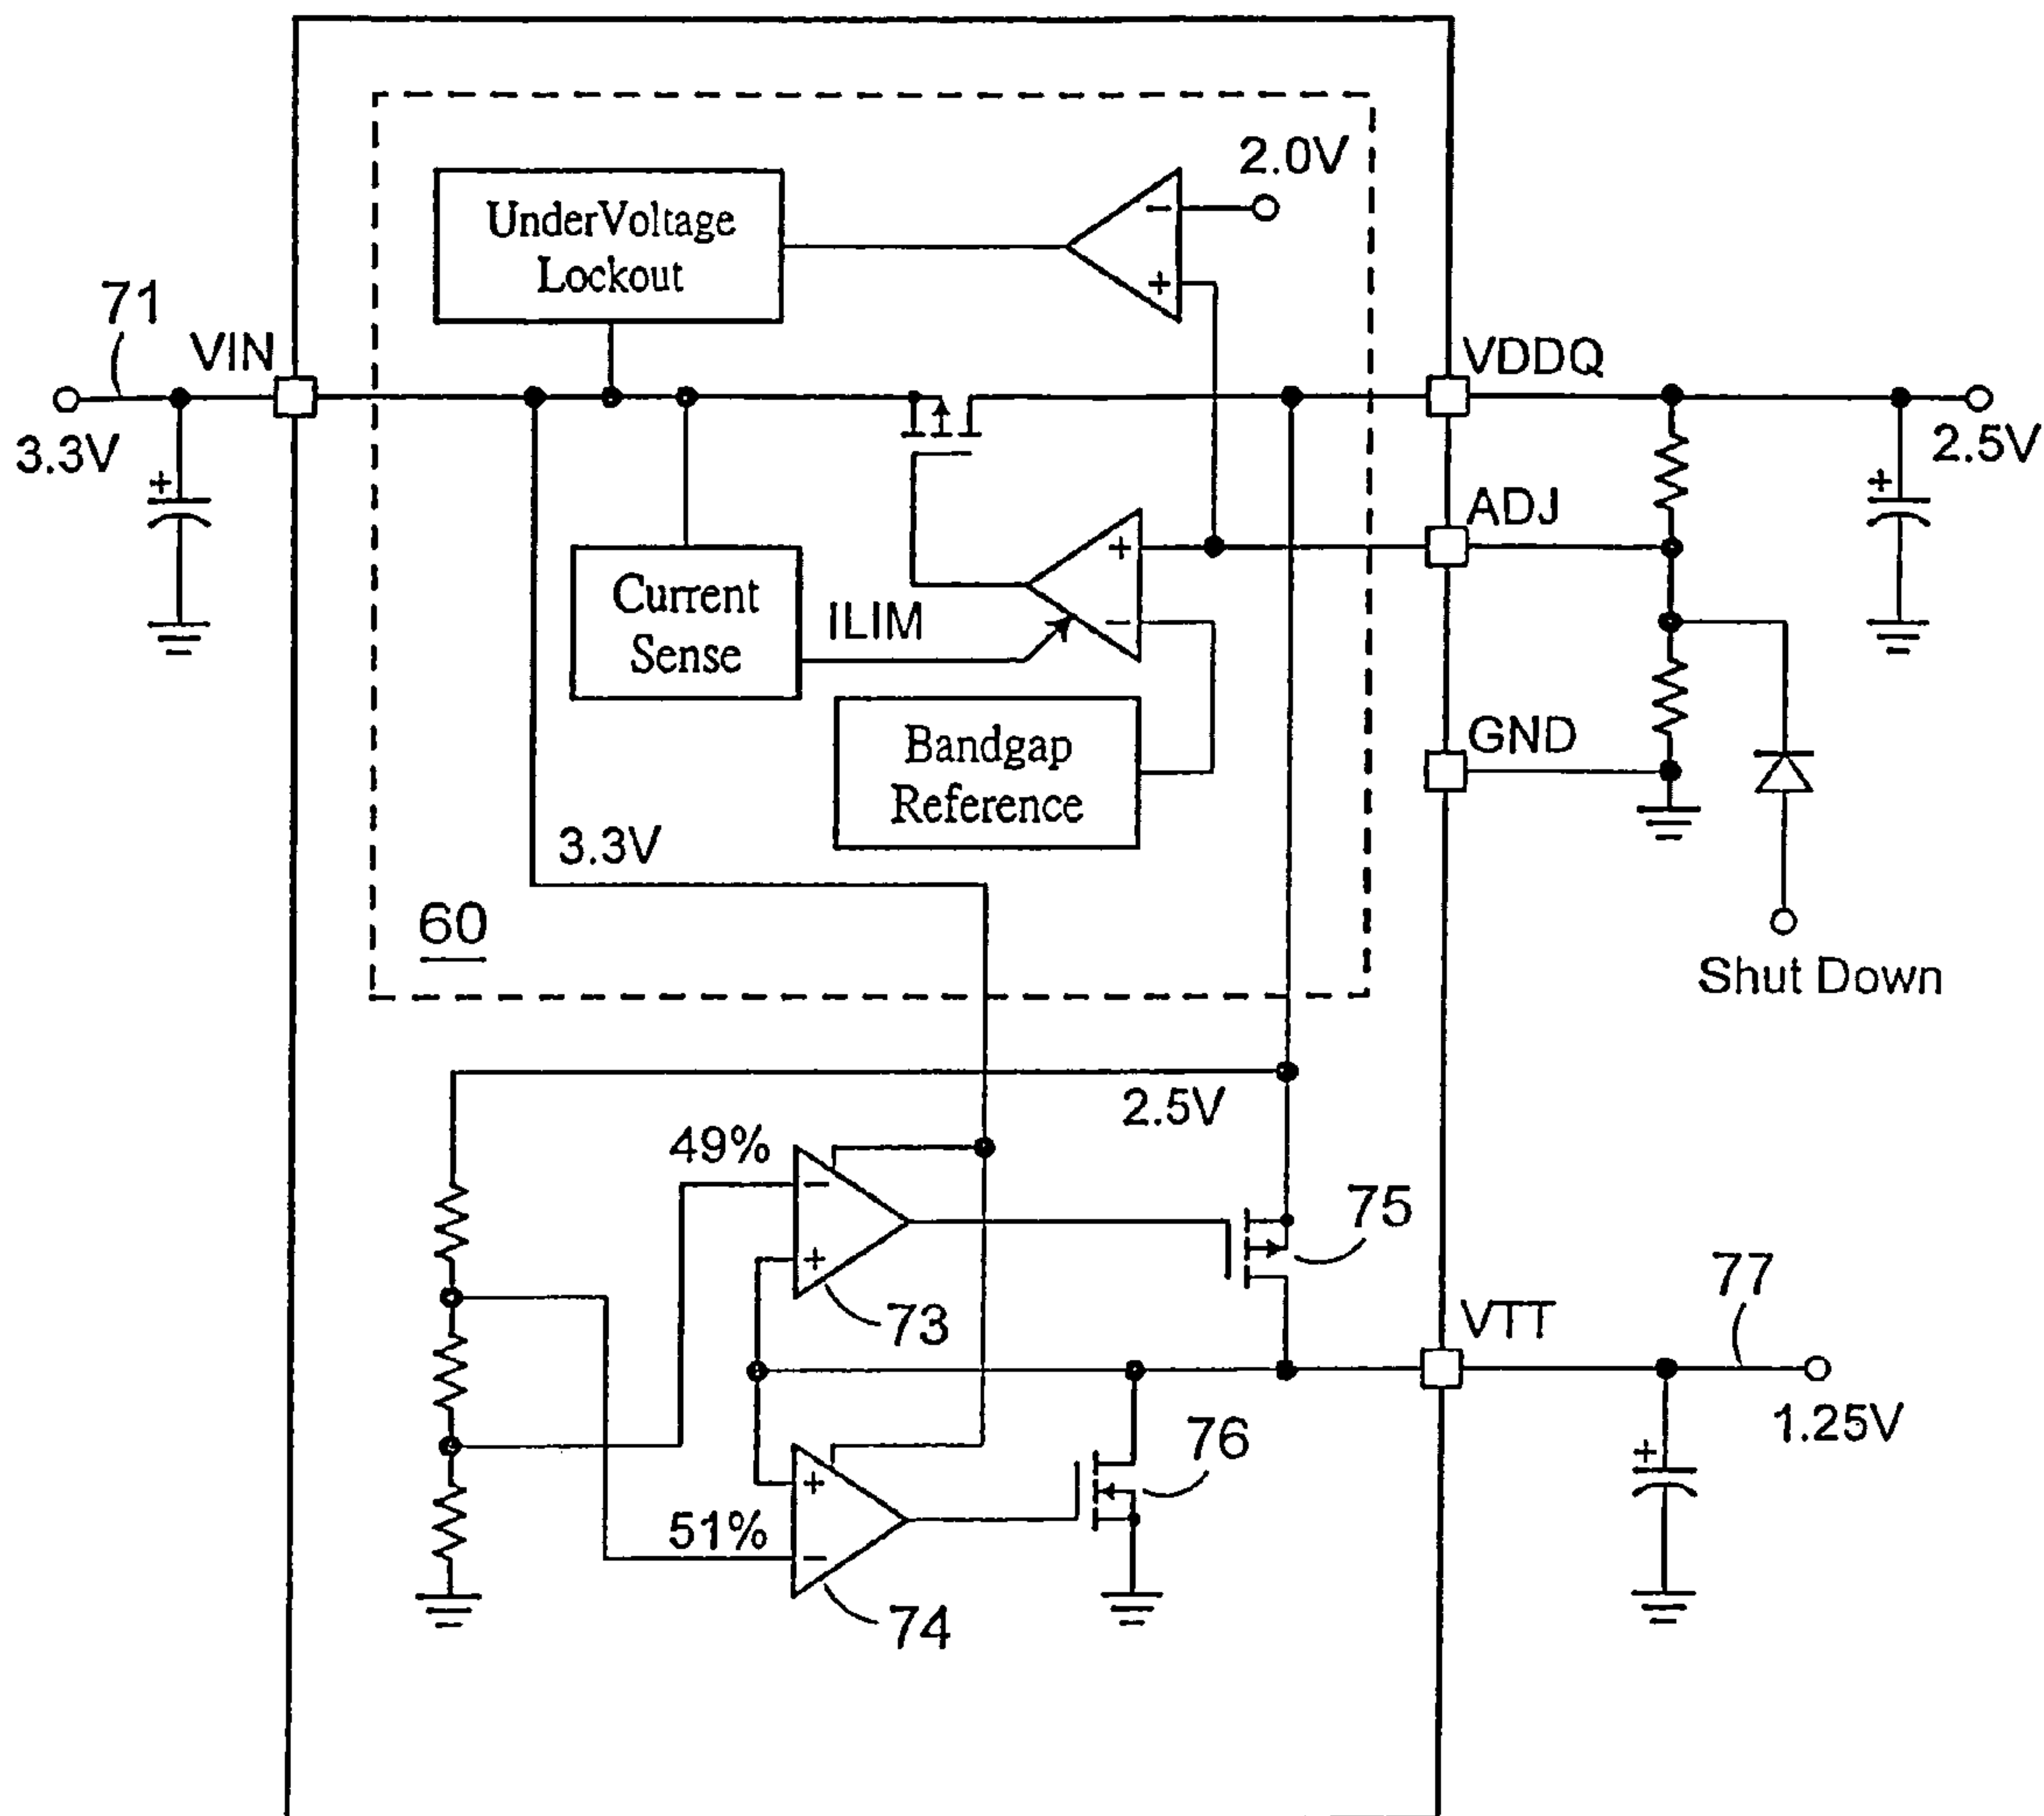 2.0V
UnderVoltage
Lockout
71
VIN
VDDQ
3.3V
+
-
+
2.5V
+
ADJ
Current
Sense
ILIM
+
-
Bandgap
Reference
GND
3.3V
60
Shut Down
2.5V
49%
-
+
73
75
VTT
77
1.25V
+
76
+
51%
-
74